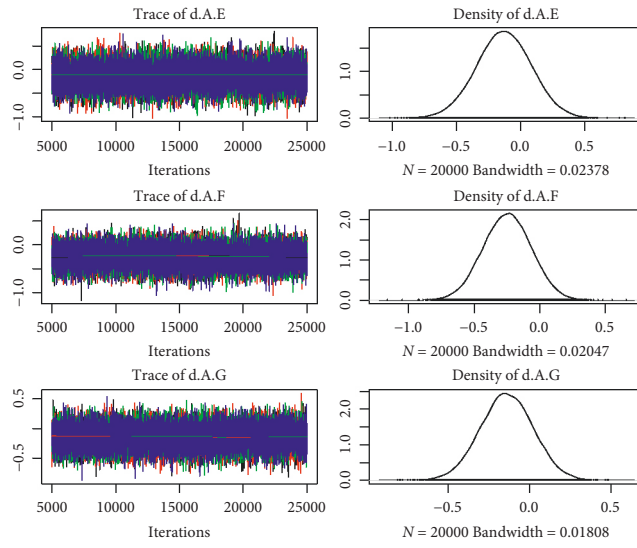 Trace of d.A.E
0.0
−1.0
5000 10000 15000 20000 25000
Iterations
Density of d.A.E
1.0
0.0
−1.0 −0.5 0.0 0.5
N = 20000 Bandwidth = 0.02378
Trace of d.A.F
0.0
−1.0
5000 10000 15000 20000 25000
Iterations
Density of d.A.F
2.0
1.0
0.0
−1.0 −0.5 0.0 0.5
N = 20000 Bandwidth = 0.02047
Trace of d.A.G
0.5
−0.5
5000 10000 15000 20000 25000
Iterations
Density of d.A.G
2.0
1.0
0.0
−0.5 0.0 0.5
N = 20000 Bandwidth = 0.01808